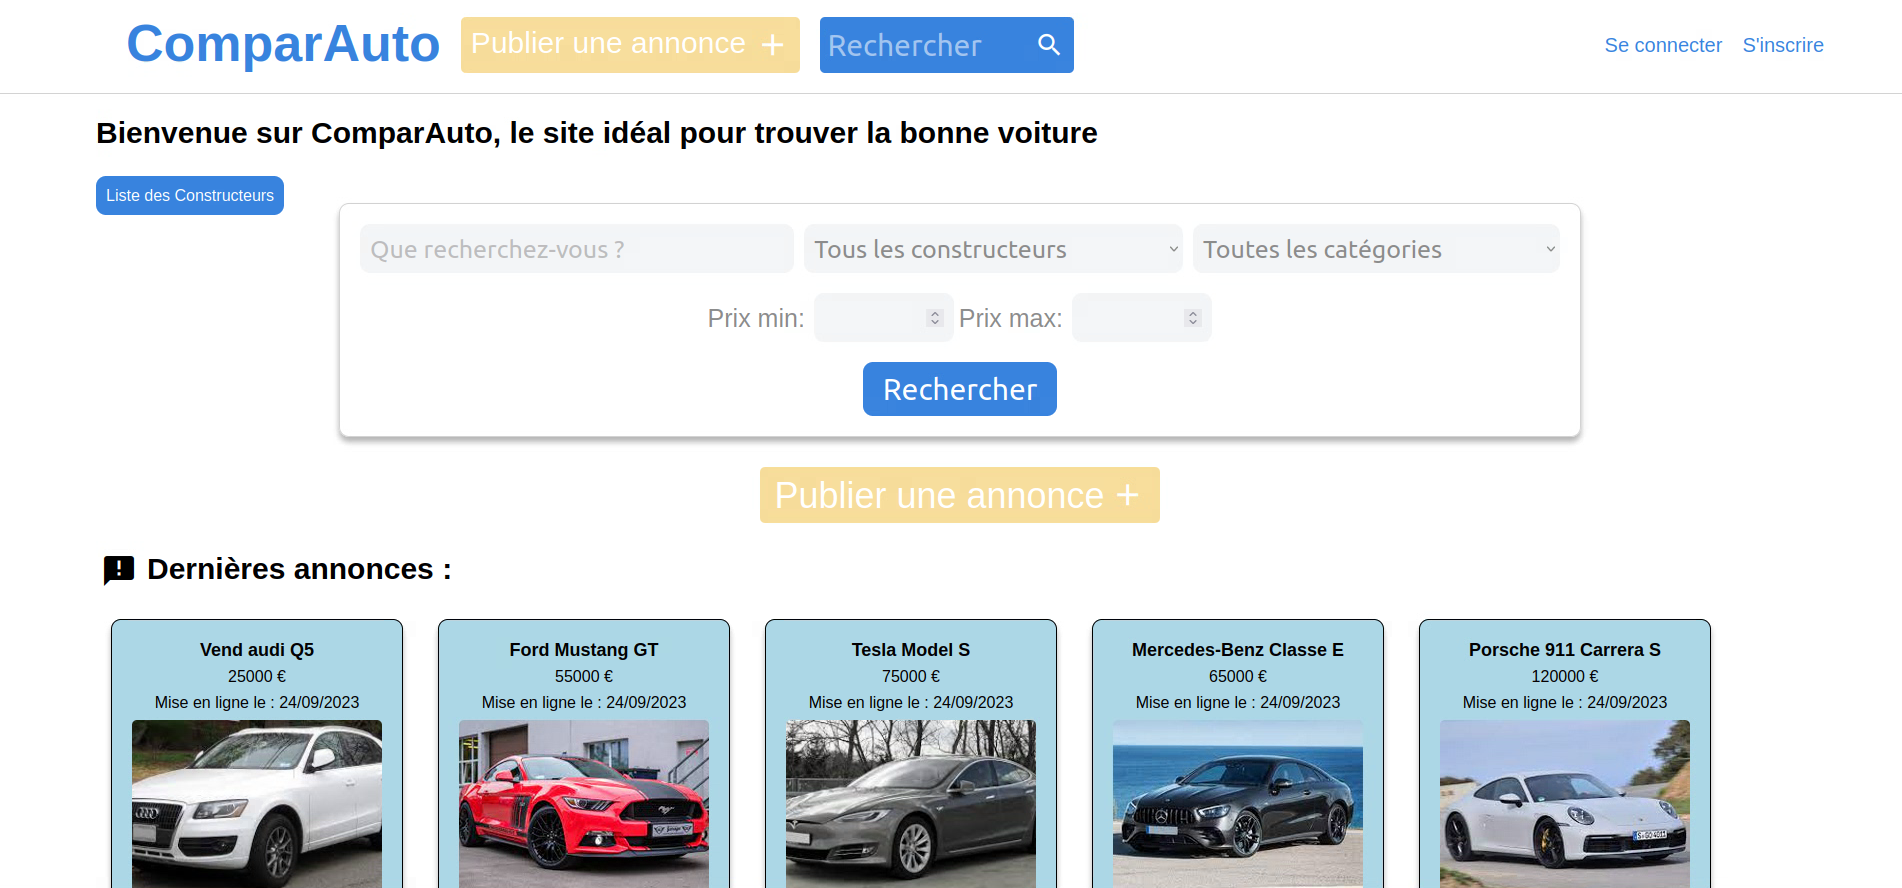 ComparAuto
Publier une annonce +
Rechercher
Se connecter
S'inscrire
Bienvenue sur ComparAuto, le site idéal pour trouver la bonne voiture
Liste des Constructeurs
Que recherchez-vous ?
Tous les constructeurs
Toutes les catégories
Prix min:
Prix max:
Rechercher
Publier une annonce +
Dernières annonces :
Vend audi Q5
25000 €
Mise en ligne le : 24/09/2023
Ford Mustang GT
55000 €
Mise en ligne le : 24/09/2023
Tesla Model S
75000 €
Mise en ligne le : 24/09/2023
Mercedes-Benz Classe E
65000 €
Mise en ligne le : 24/09/2023
Porsche 911 Carrera S
120000 €
Mise en ligne le : 24/09/2023